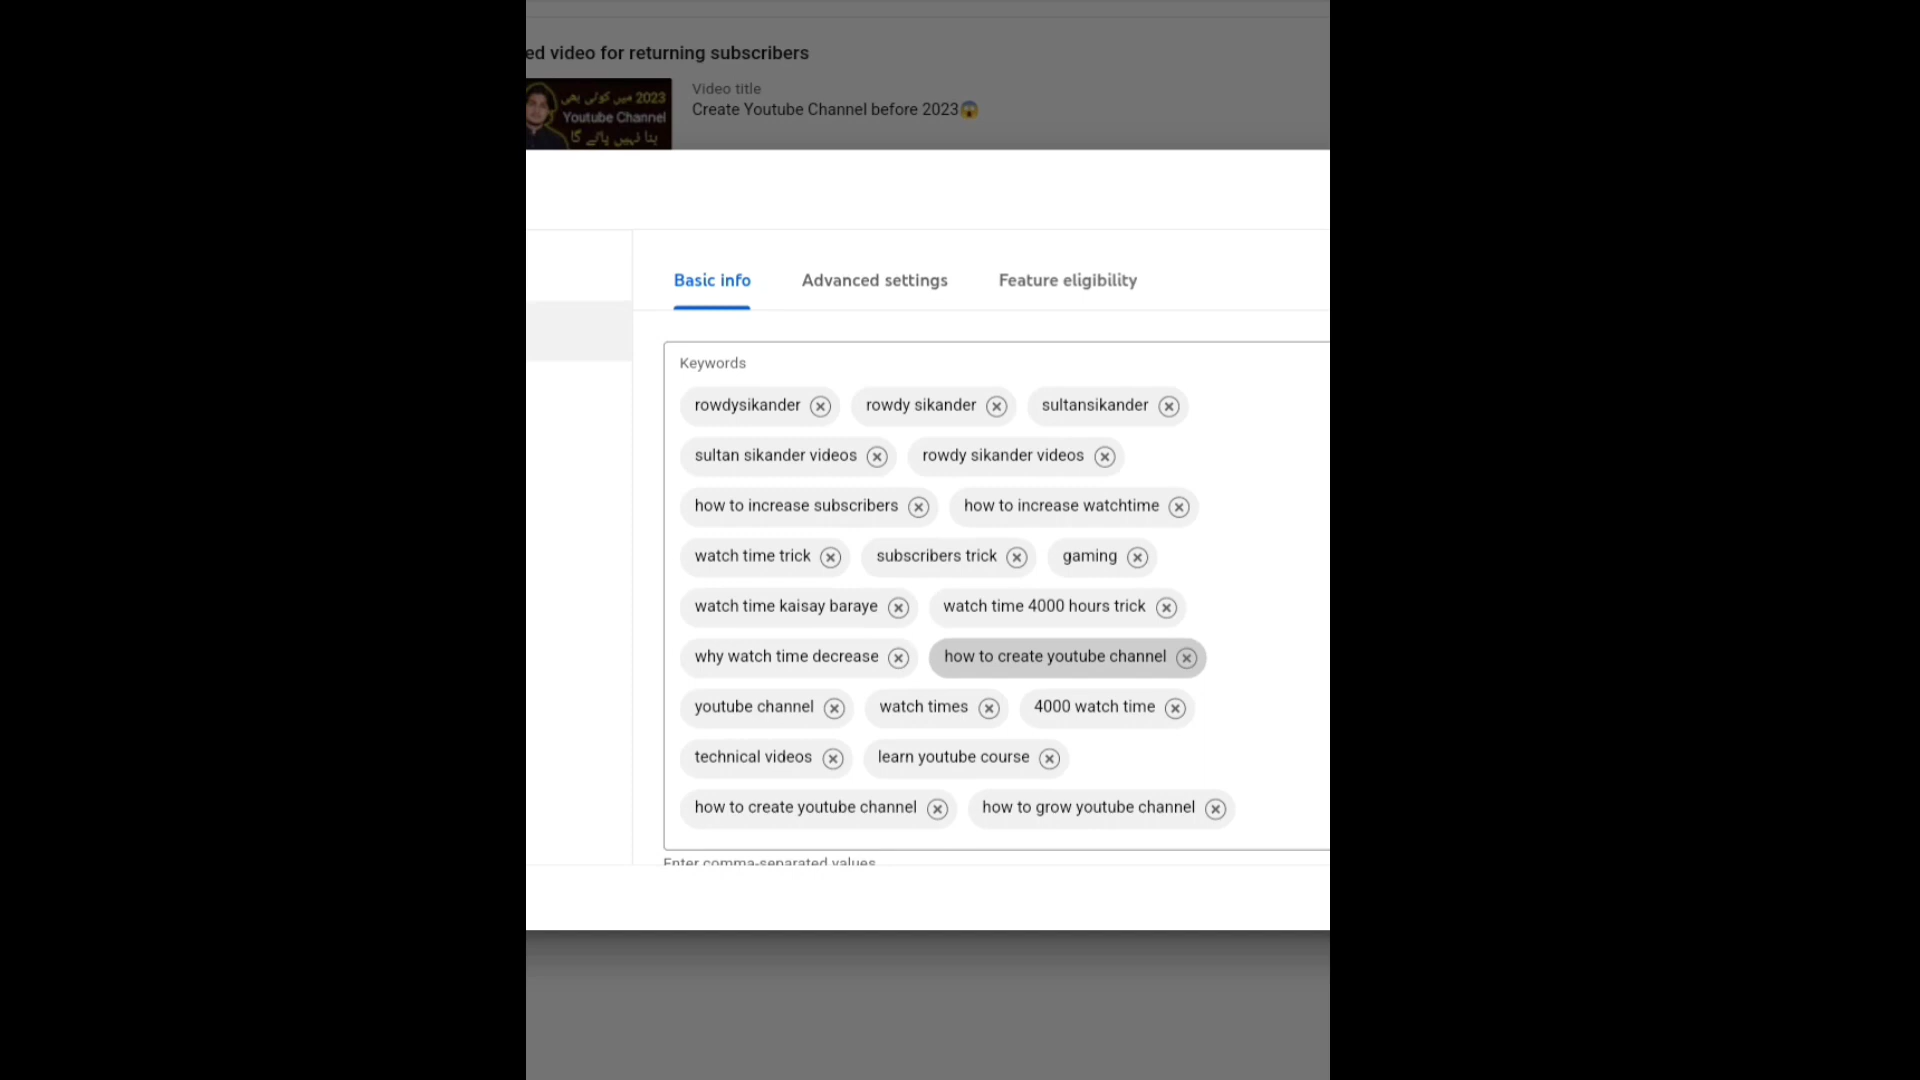 ed video for returning subscribers
2023 میں کوئی بھی
Youtube Channel
بنا نہیں پائے گا
Video title
Create Youtube Channel before 2023😱
Basic info Advanced settings Feature eligibility
Keywords
rowdysikander rowdy sikander sultansikander
sultan sikander videos rowdy sikander videos
how to increase subscribers how to increase watchtime
watch time trick subscribers trick gaming
watch time kaisay baraye watch time 4000 hours trick
why watch time decrease how to create youtube channel
youtube channel watch times 4000 watch time
technical videos learn youtube course
how to create youtube channel how to grow youtube channel
Enter comma-separated values